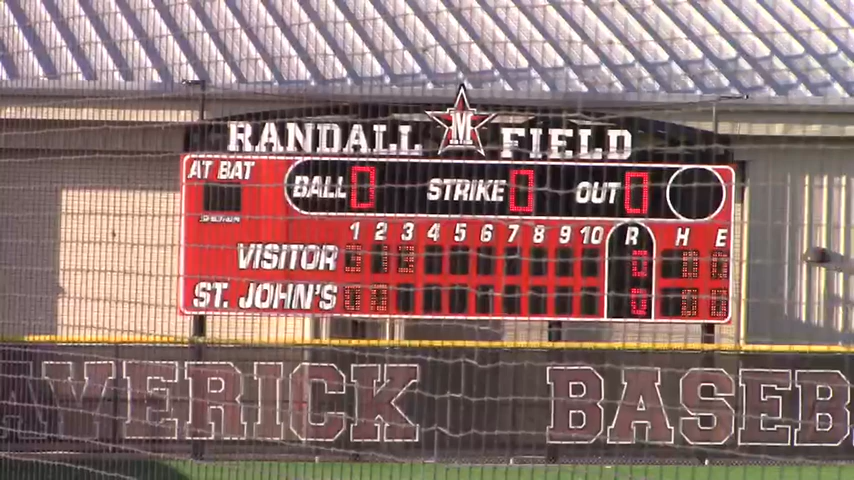 RANDALL M FIELD
AT BAT
BALL 0 STRIKE 0 OUT 0
1 2 3 4 5 6 7 8 9 10 R H E
VISITOR
ST. JOHN'S
MAVERICK BASEB